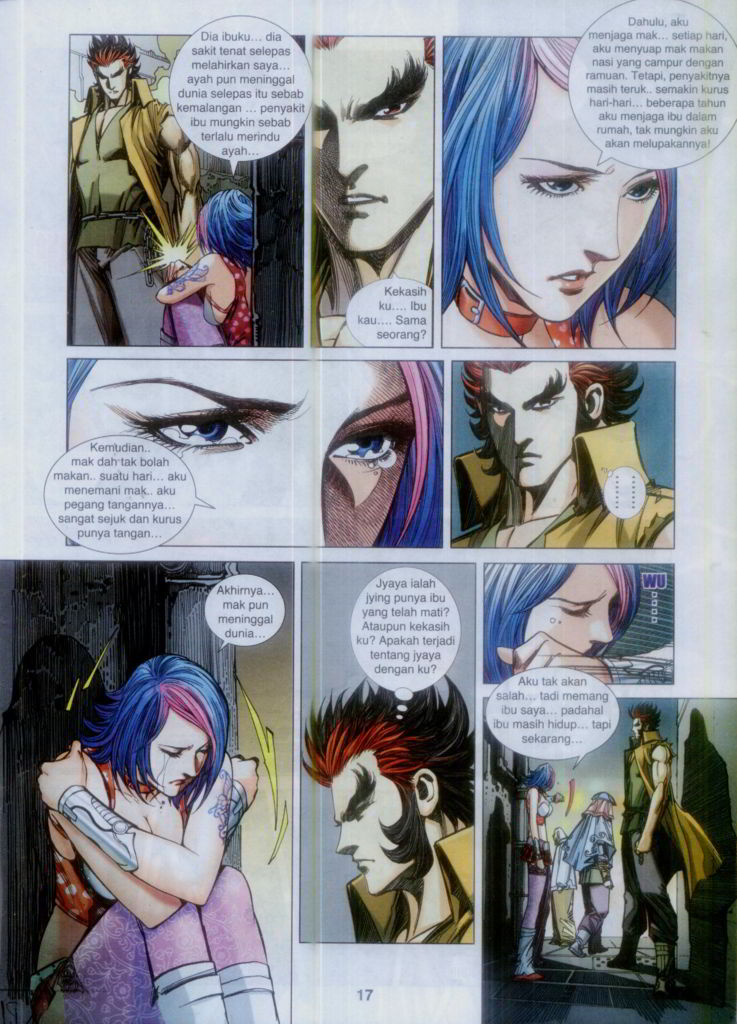 Dia ibuku... dia
sakit tenat selepas
melahirkan saya...
ayah pun meninggal
dunia selepas itu sebab
kemalangan ... penyakit
ibu mungkin sebab
terlalu merindu
ayah...
Kekasih
ku.... Ibu
kau.... Sama
seorang?
Dahulu, aku
menjaga mak... setiap hari,
aku menyuap mak makan
nasi yang campur dengan
ramuan. Tetapi, penyakitnya
masih teruk.. semakin kurus
hari-hari... beberapa tahun
aku menjaga ibu dalam
rumah, tak mungkin aku
melupakannya!
Kemudian..
mak dah tak bolah
makan.. suatu hari... aku
menemani mak.. aku
pegang tangannya...
sangat sejuk dan kurus
punya tangan...
Akhirnya...
mak pun
meninggal
dunia...
Jyaya ialah
jying punya ibu
yang telah mati?
Ataupun kekasih
ku? Apakah terjadi
tentang jyaya
dengan ku?
WU
Aku tak akan
salah... tadi memang
ibu saya... padahal
ibu masih hidup... tapi
sekarang...
17